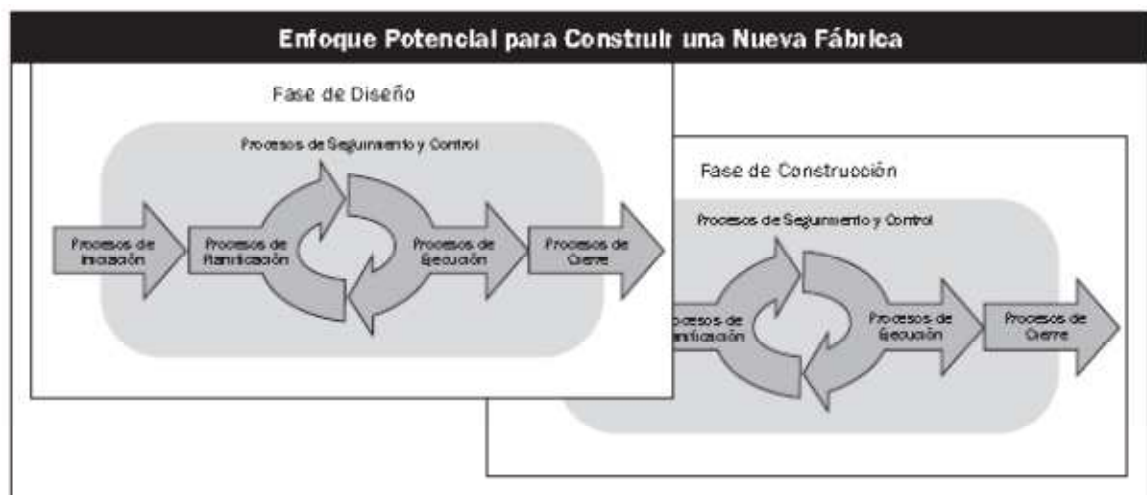 Enfoque Potencial para Construir una Nueva Fábrica
Fase de Diseño
Procesos de Seguimiento y Control
Procesos de
Iniciación
Procesos de
Planificación
Procesos de
Ejecución
Procesos de
Cierre
Fase de Construcción
Procesos de Seguimiento y Control
ocesos de
anificación
Procesos de
Ejecución
Procesos de
Cierre